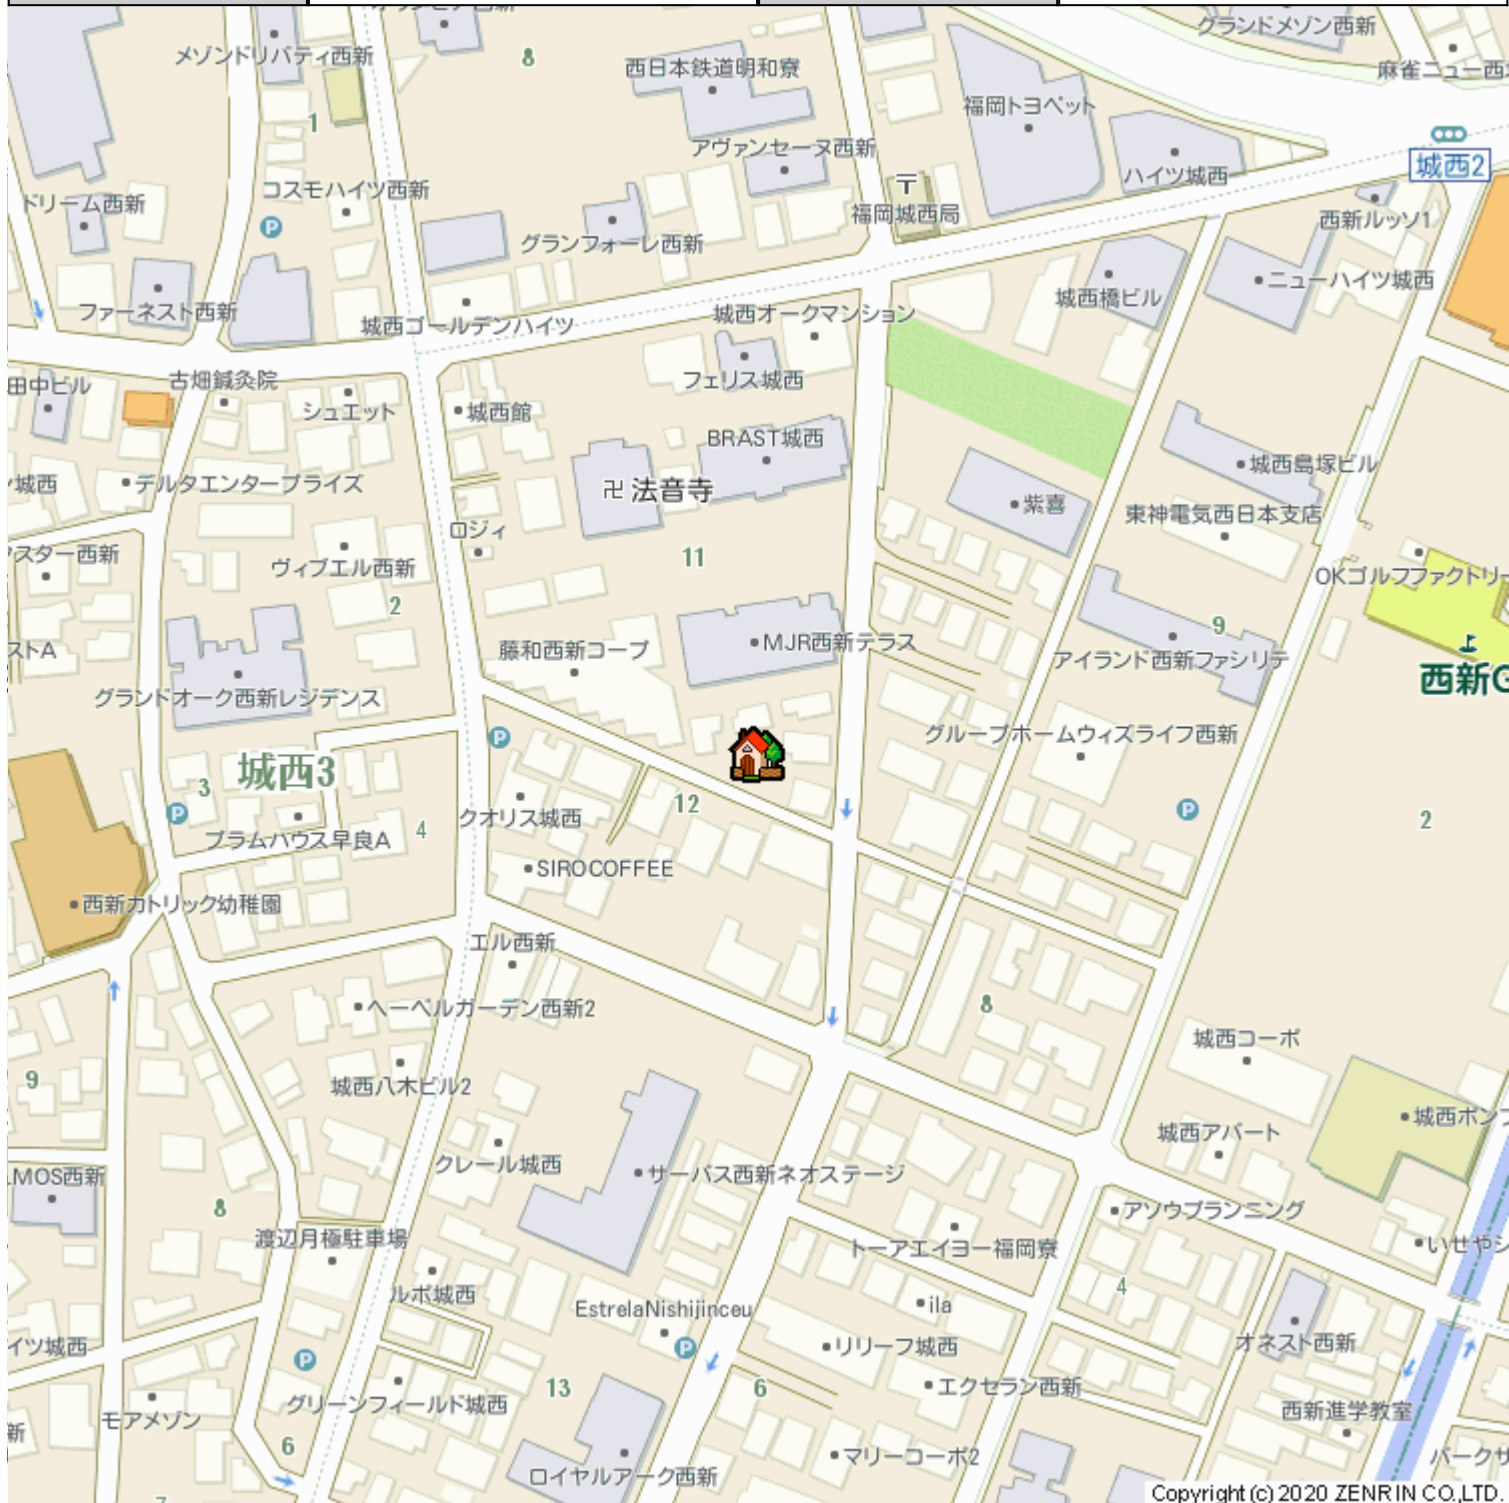 グランドメゾン西新
メゾンドリバティ西新
8
西日本鉄道明和寮
福岡トヨペット
1
アヴァンセーヌ西新
ハイツ城西
城西2
コスモハイツ西新
ドリーム西新
P
〒
福岡城西局
西新ルッソ1
グランフォーレ西新
ニューハイツ城西
城西橋ビル
ファーネスト西新
城西ゴールデンハイツ
城西オークマンション
田中ビル
古畑鍼灸院
シュエット
城西館
フェリス城西
BRAST城西
城西島塚ビル
城西
デルタエンタープライズ
卍 法音寺
紫喜
東神電気西日本支店
ロジィ
スター西新
ヴィブエル西新
11
OKゴルフファクトリー
2
9
ストA
藤和西新コープ
MJR西新テラス
アイランド西新ファシリテ
西新G
グランドオーク西新レジデンス
P
グループホームウィズライフ西新
城西3
3
12
P
P
2
クオリス城西
プラムハウス早良A
4
SIROCOFFEE
西新カトリック幼稚園
エル西新
ヘーベルガーデン西新2
8
城西コーポ
9
城西八木ビル2
城西ポンプ
城西アパート
クレール城西
サーパス西新ネオステージ
MOS西新
8
アソウプランニング
渡辺月極駐車場
トーアエイヨー福岡寮
いせやシ
ルボ城西
4
EstrelaNishijinceu
ila
イツ城西
P
リリーフ城西
オネスト西新
P
13
6
エクセラン西新
グリーンフィールド城西
モアメゾン
西新進学教室
新
6
マリーコーポ2
パークサ
ロイヤルアーク西新
Copyright (c) 2020 ZENRIN CO.,LTD.